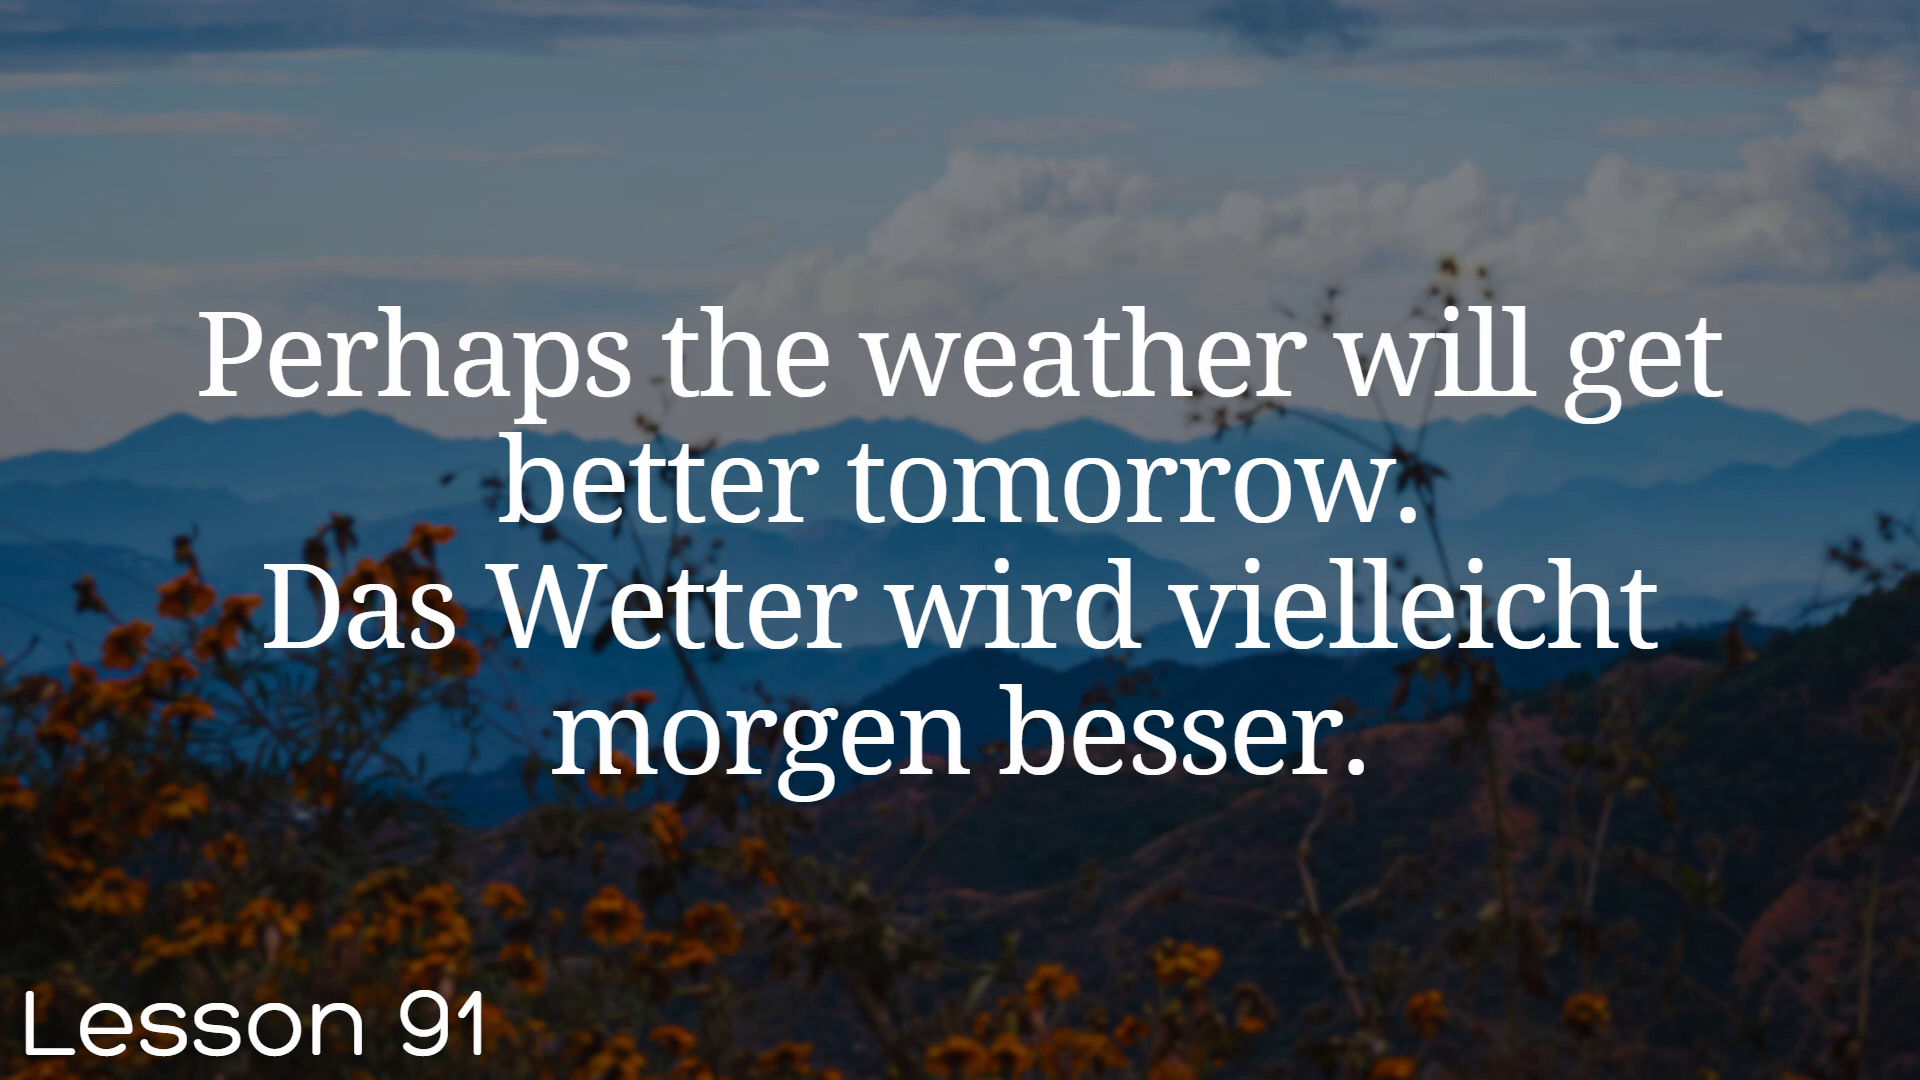 Perhaps the weather will get
better tomorrow.
Das Wetter wird vielleicht
morgen besser.
Lesson 91